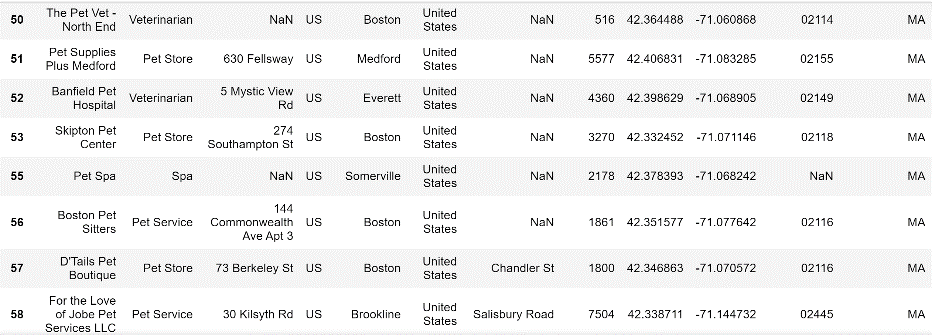 50 The Pet Vet - North End Veterinarian NaN US Boston United States NaN 516 42.364488 -71.060868 02114 MA
51 Pet Supplies Plus Medford Pet Store 630 Fellsway US Medford United States NaN 5577 42.406831 -71.083285 02155 MA
52 Banfield Pet Hospital Veterinarian 5 Mystic View Rd US Everett United States NaN 4360 42.398629 -71.068905 02149 MA
53 Skipton Pet Center Pet Store 274 Southampton St US Boston United States NaN 3270 42.332452 -71.071146 02118 MA
55 Pet Spa Spa NaN US Somerville United States NaN 2178 42.378393 -71.068242 NaN MA
56 Boston Pet Sitters Pet Service 144 Commonwealth Ave Apt 3 US Boston United States NaN 1861 42.351577 -71.077642 02116 MA
57 D'Tails Pet Boutique Pet Store 73 Berkeley St US Boston United States Chandler St 1800 42.346863 -71.070572 02116 MA
58 For the Love of Jobe Pet Services LLC Pet Service 30 Kilsyth Rd US Brookline United States Salisbury Road 7504 42.338711 -71.144732 02445 MA